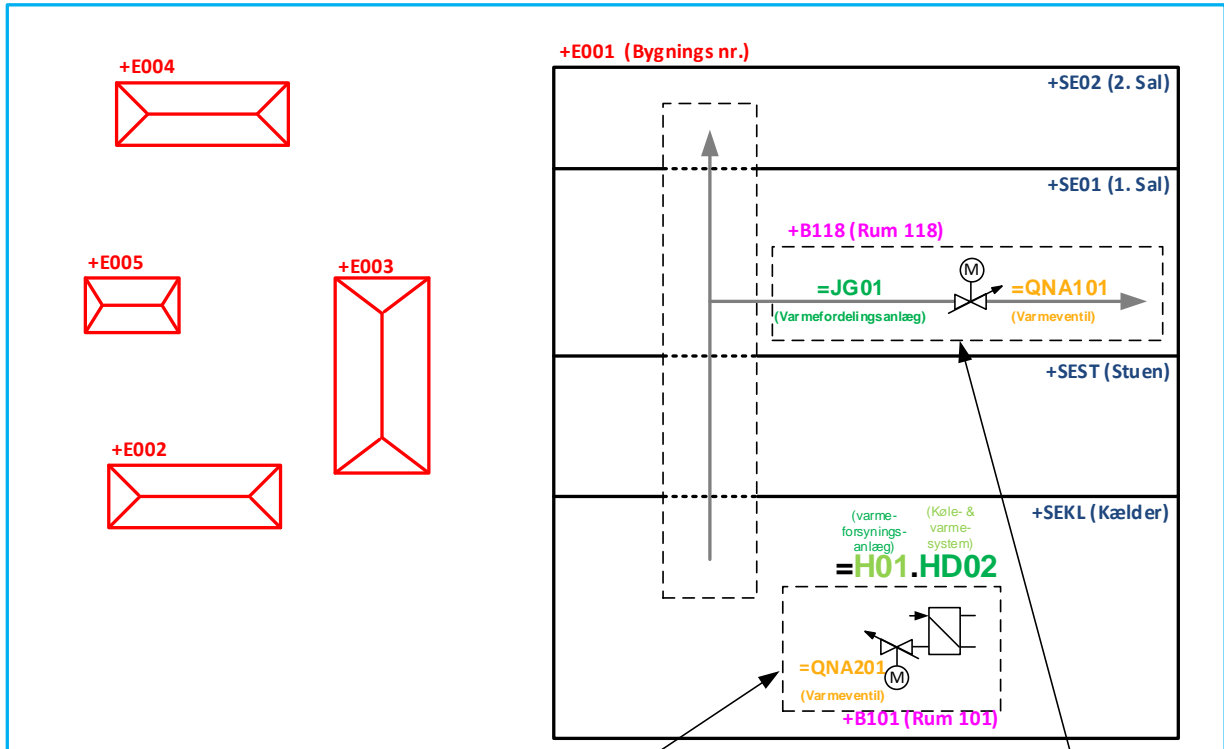 +E004
+E005
+E003
+E002
+E001 (Bygnings nr.)
+SE02 (2. Sal)
+SE01 (1. Sal)
+B118 (Rum 118)
M
=JG01
=QNA101
(Varmefordelingsanlæg)
(Varmeventil)
+SEST (Stuen)
+SEKL (Kælder)
(varme-
forsynings-
anlæg)
(Køle- &
varme-
system)
=H01.HD02
=QNA201
M
(Varmeventil)
+B101 (Rum 101)